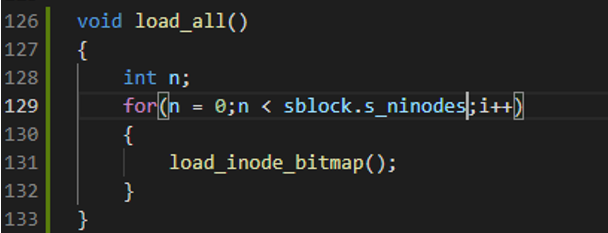 126 void load_all()
127 {
128     int n;
129     for(n = 0;n < sblock.s_ninodes;i++)
130     {
131         load_inode_bitmap();
132     }
133 }